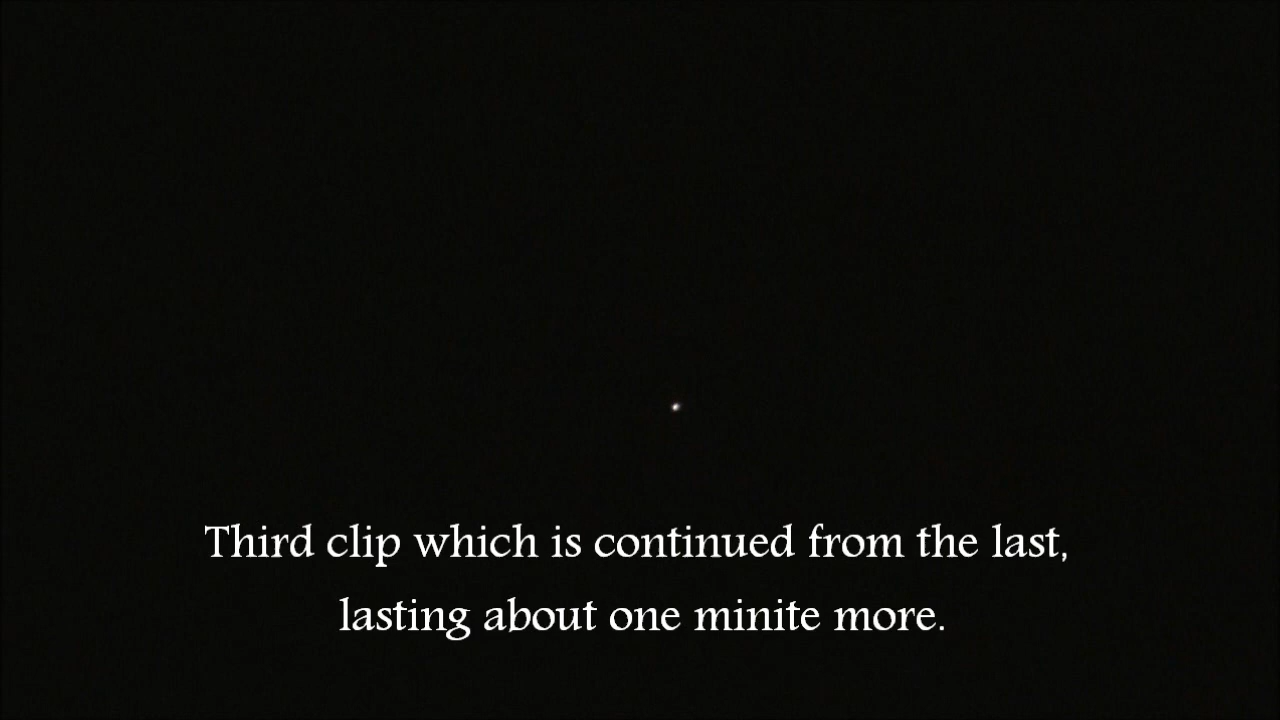 Third clip which is continued from the last,
lasting about one minite more.